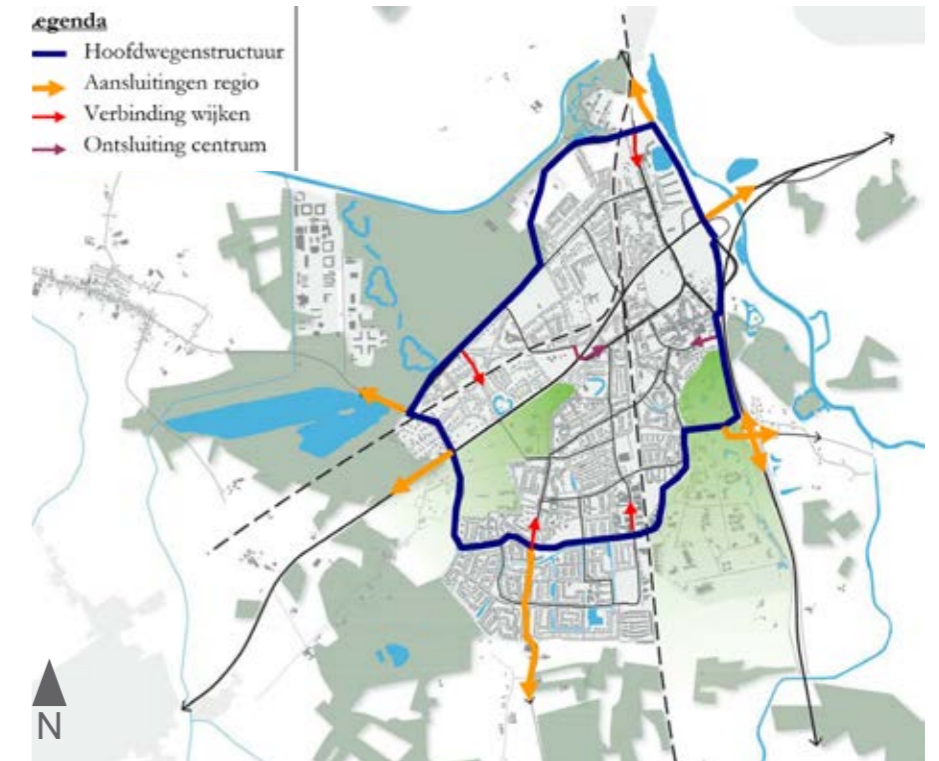 egenda
Hoofdwegenstructuur
Aansluitingen regio
Verbinding wijken
Ontsluiting centrum
N